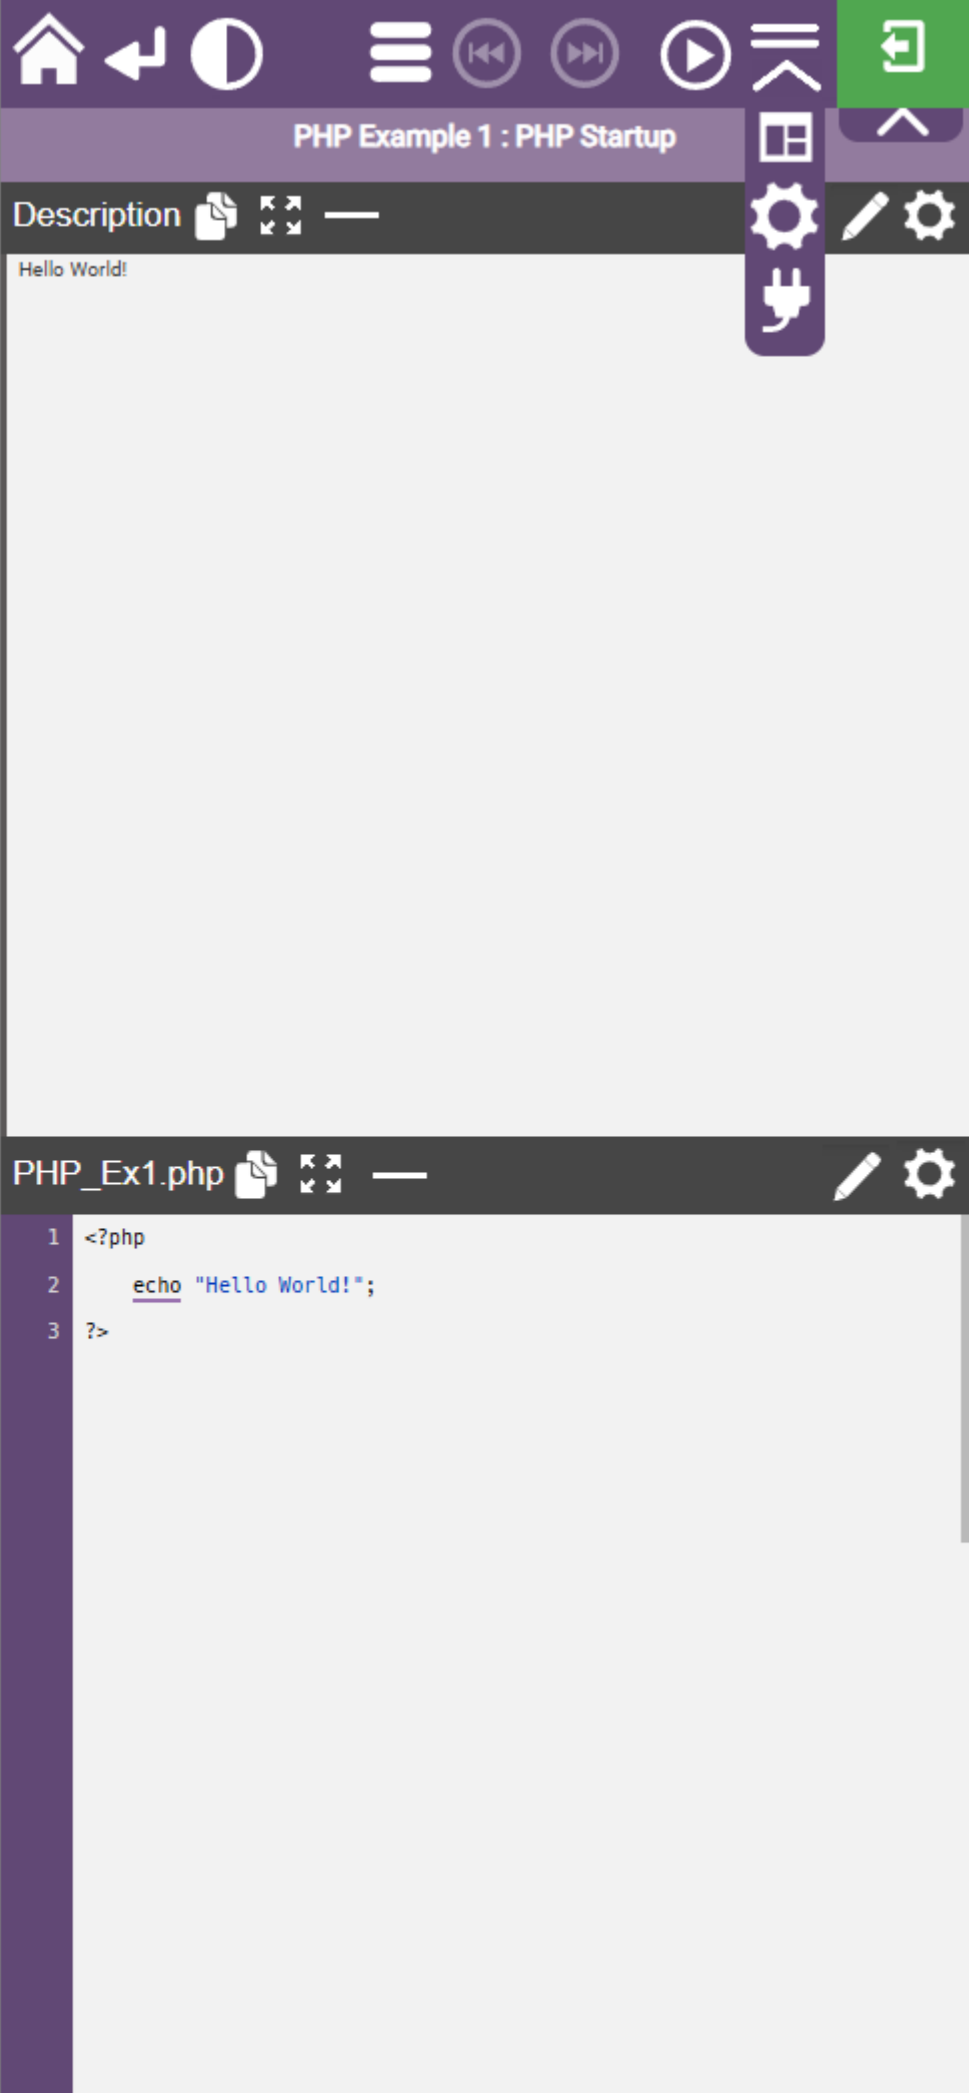 PHP Example 1 : PHP Startup
Description
Hello World!
PHP_Ex1.php
1 <?php
2     echo "Hello World!";
3 ?>